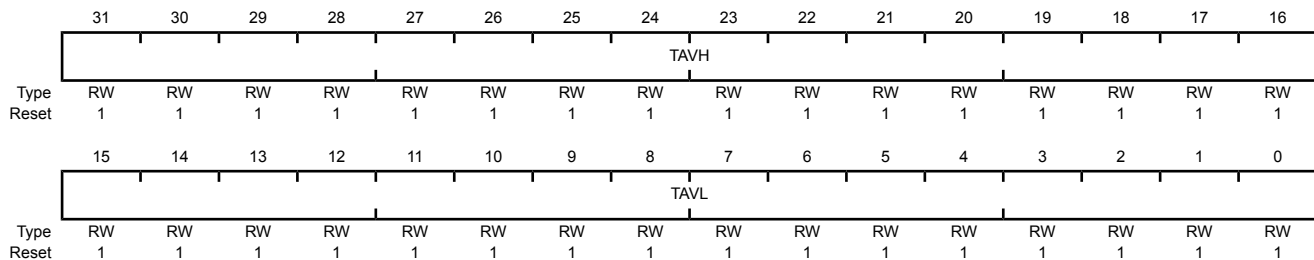 31 30 29 28 27 26 25 24 23 22 21 20 19 18 17 16
TAVH
Type RW RW RW RW RW RW RW RW RW RW RW RW RW RW RW RW
Reset 1 1 1 1 1 1 1 1 1 1 1 1 1 1 1 1
15 14 13 12 11 10 9 8 7 6 5 4 3 2 1 0
TAVL
Type RW RW RW RW RW RW RW RW RW RW RW RW RW RW RW RW
Reset 1 1 1 1 1 1 1 1 1 1 1 1 1 1 1 1